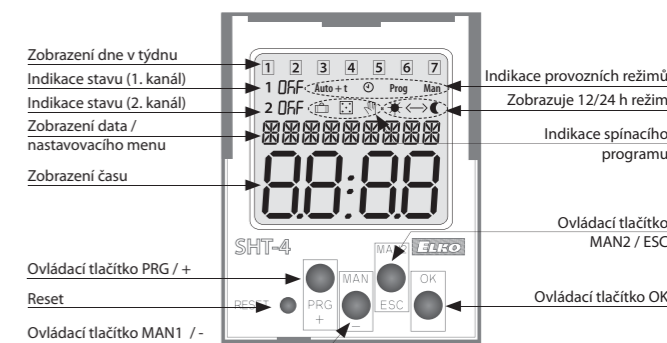 Zobrazení dne v týdnu
Indikace stavu (1. kanál)
Indikace stavu (2. kanál)
Zobrazení data /
nastavovacího menu
Zobrazení času
Ovládací tlačítko PRG / +
Reset
Ovládací tlačítko MAN1 / -
1 2 3 4 5 6 7
1 OFF Auto + t Prog Man
2 OFF
88:88
SHT-4
MAN2 ELKO
MAN OK
RESET PRG ESC
+ −
Indikace provozních režimů
Zobrazuje 12/24 h režim
Indikace spínacího
programu
Ovládací tlačítko
MAN2 / ESC
Ovládací tlačítko OK